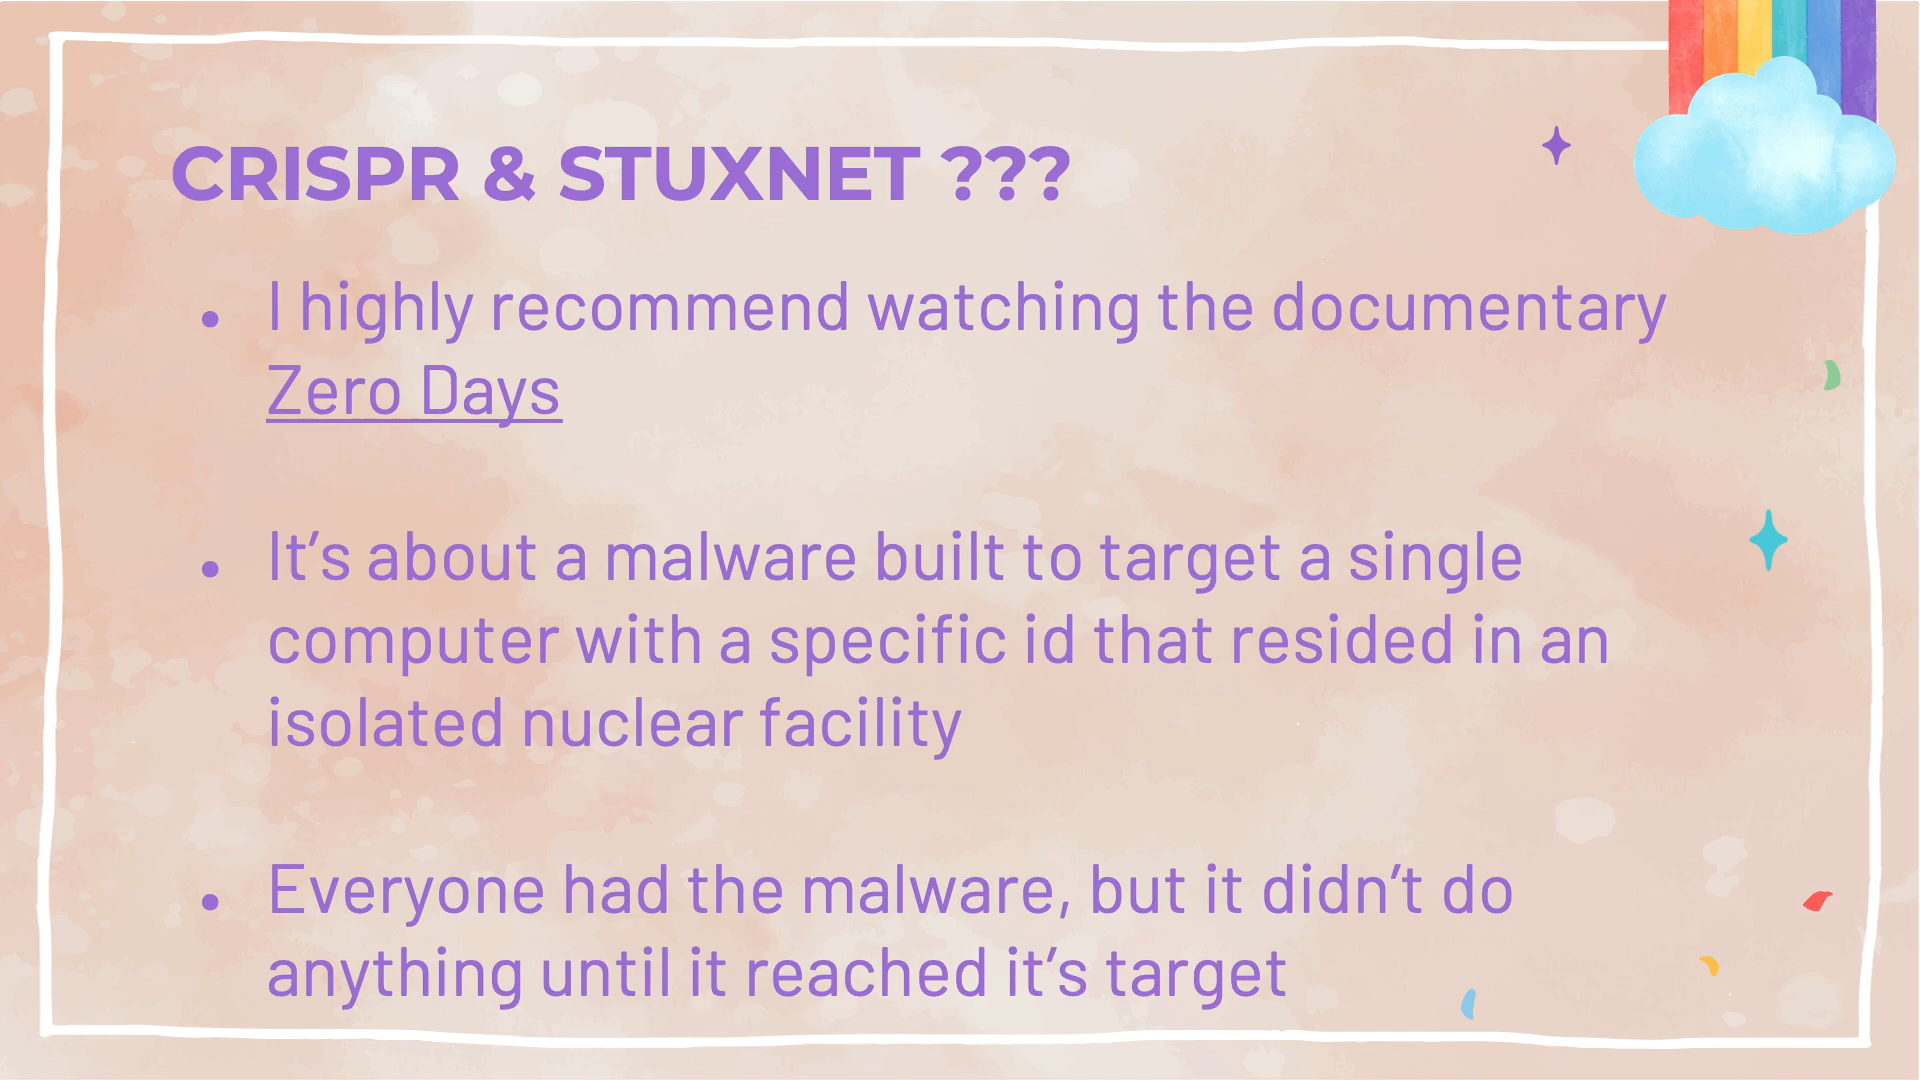 CRISPR & STUXNET ???
• I highly recommend watching the documentary
Zero Days
• It’s about a malware built to target a single
computer with a specific id that resided in an
isolated nuclear facility
• Everyone had the malware, but it didn’t do
anything until it reached it’s target